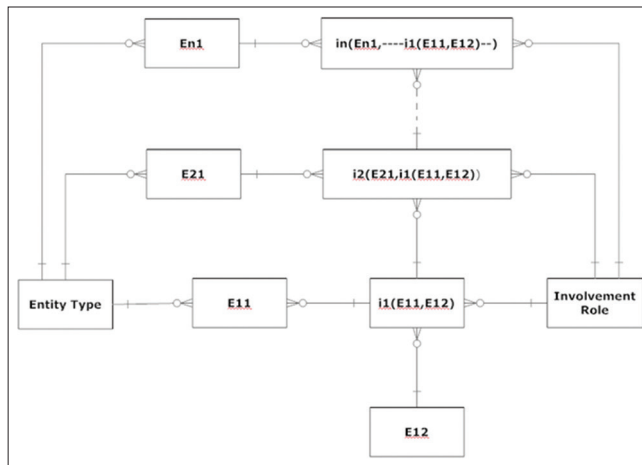 En1
in(En1,----i1(E11,E12)--)
E21
i2(E21,i1(E11,E12))
Entity Type
E11
i1(E11,E12)
Involvement
Role
E12